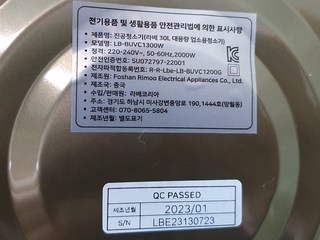 전기용품 및 생활용품 안전관리법에 의한 표시사항
• 제품명: 진공청소기(라베 30L 대용량 업소용청소기)
모델명: LB-BUVC1300W
• 정격: 220-240V~, 50-60Hz, 2000W
• 안전인증번호: SU072797-22001
• 전자파적합등록번호: R-R-Lbe-LB-BUVC1200G
• 제조원: Foshan Rimoo Electrical Appliances Co., Ltd.
• 제조국: 중국
• 수입/판매원: 라베코리아
• 주소: 경기도 하남시 미사강변중앙로 190,1444호(망월동)
• 고객센터: 070-8065-5804
• 제조년월: 별도표기
QC PASSED
제조년월 2023/01
S/N LBE23130723